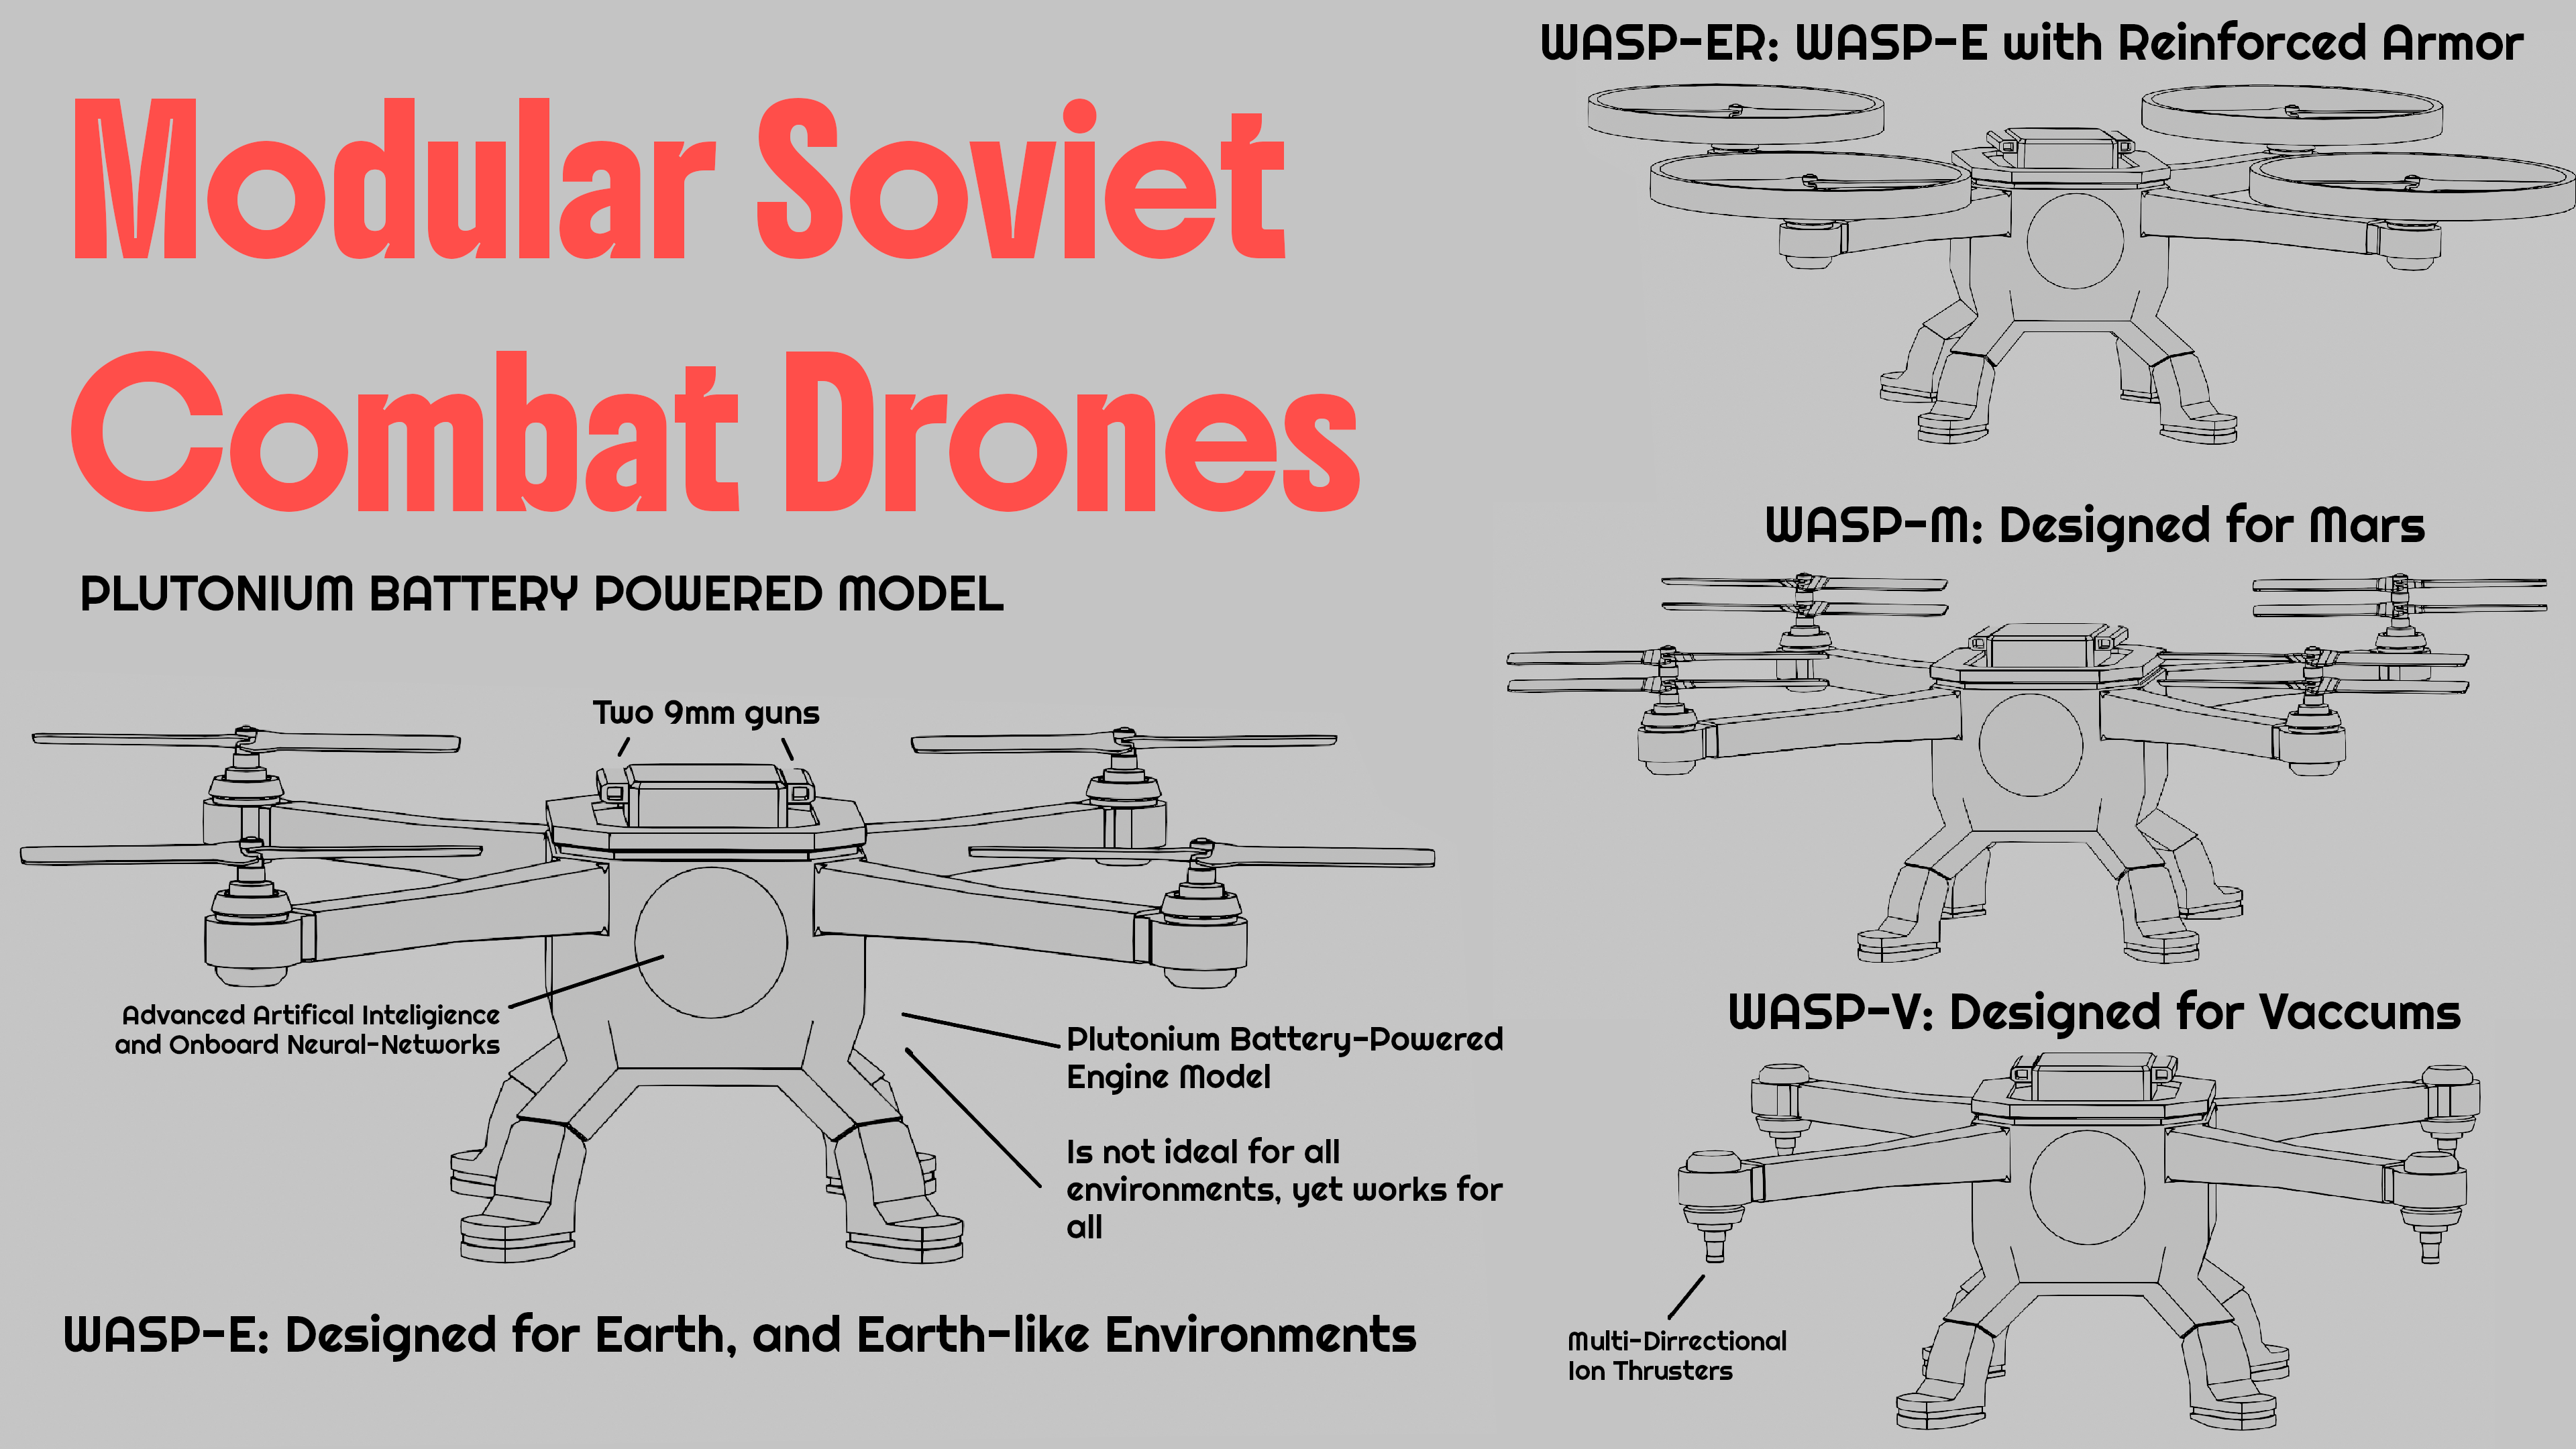 Modular Soviet
Combat Drones
PLUTONIUM BATTERY POWERED MODEL
Two 9mm guns
Advanced Artifical Inteligience
and Onboard Neural-Networks
Plutonium Battery-Powered
Engine Model
Is not ideal for all
environments, yet works for
all
WASP-E: Designed for Earth, and Earth-like Environments
WASP-ER: WASP-E with Reinforced Armor
WASP-M: Designed for Mars
WASP-V: Designed for Vaccums
Multi-Dirrectional
Ion Thrusters